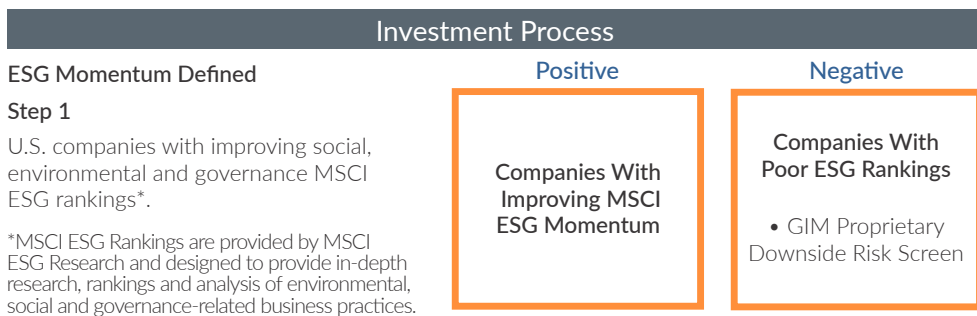 Investment Process
ESG Momentum Defined
Step 1
U.S. companies with improving social,
environmental and governance MSCI
ESG rankings*.
*MSCI ESG Rankings are provided by MSCI
ESG Research and designed to provide in-depth
research, rankings and analysis of environmental,
social and governance-related business practices.
Positive
Companies With
Improving MSCI
ESG Momentum
Negative
Companies With
Poor ESG Rankings
• GIM Proprietary
Downside Risk Screen